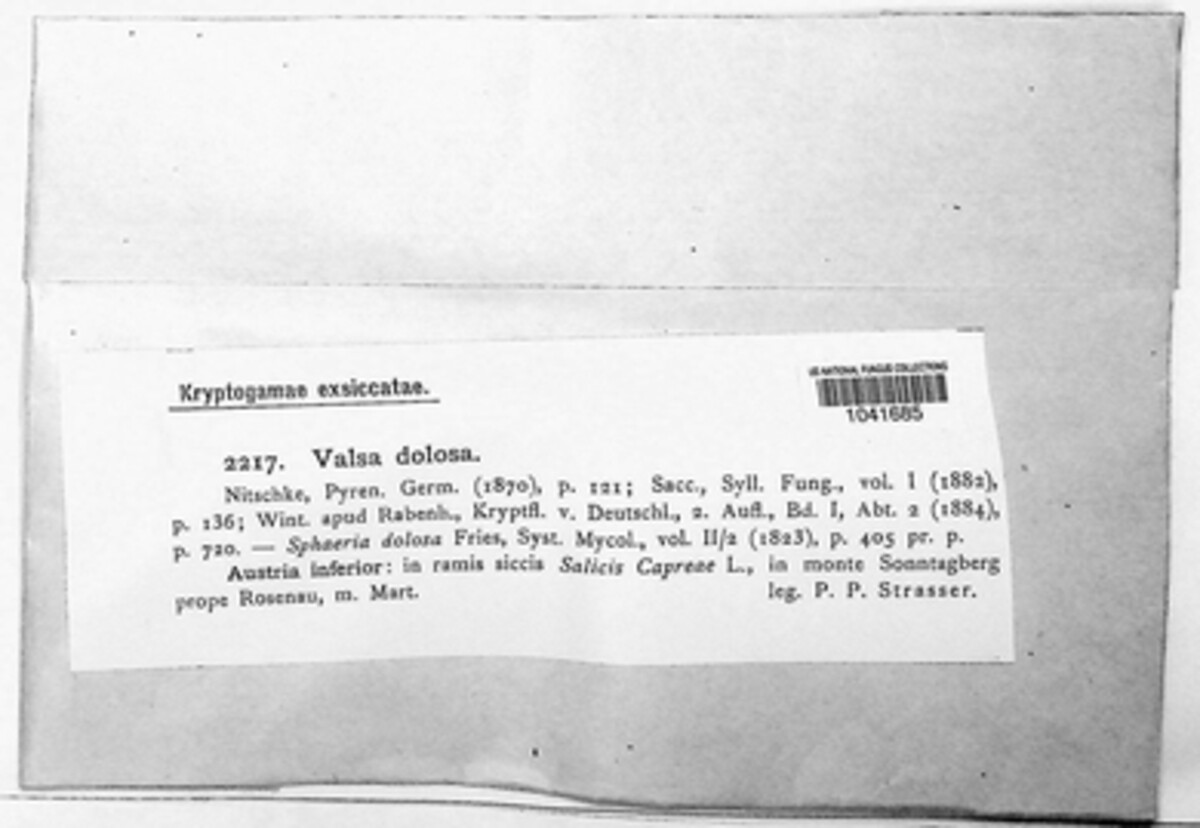 Kryptogamae exsiccatae.
US NATIONAL FUNGUS COLLECTIONS
1041685
2217. Valsa dolosa.
Nitschke, Pyren. Germ. (1870), p. 121; Sacc., Syll. Fung., vol. I (1882),
p. 136; Wint. apud Rabenh., Kryptfl. v. Deutschl., 2. Aufl., Bd. I, Abt. 2 (1884),
p. 720. — Sphaeria dolosa Fries, Syst. Mycol., vol. II/2 (1823), p. 405 pr. p.
Austria inferior: in ramis siccis Salicis Capreae L., in monte Sonntagberg
prope Rosenau, m. Mart. leg. P. P. Strasser.